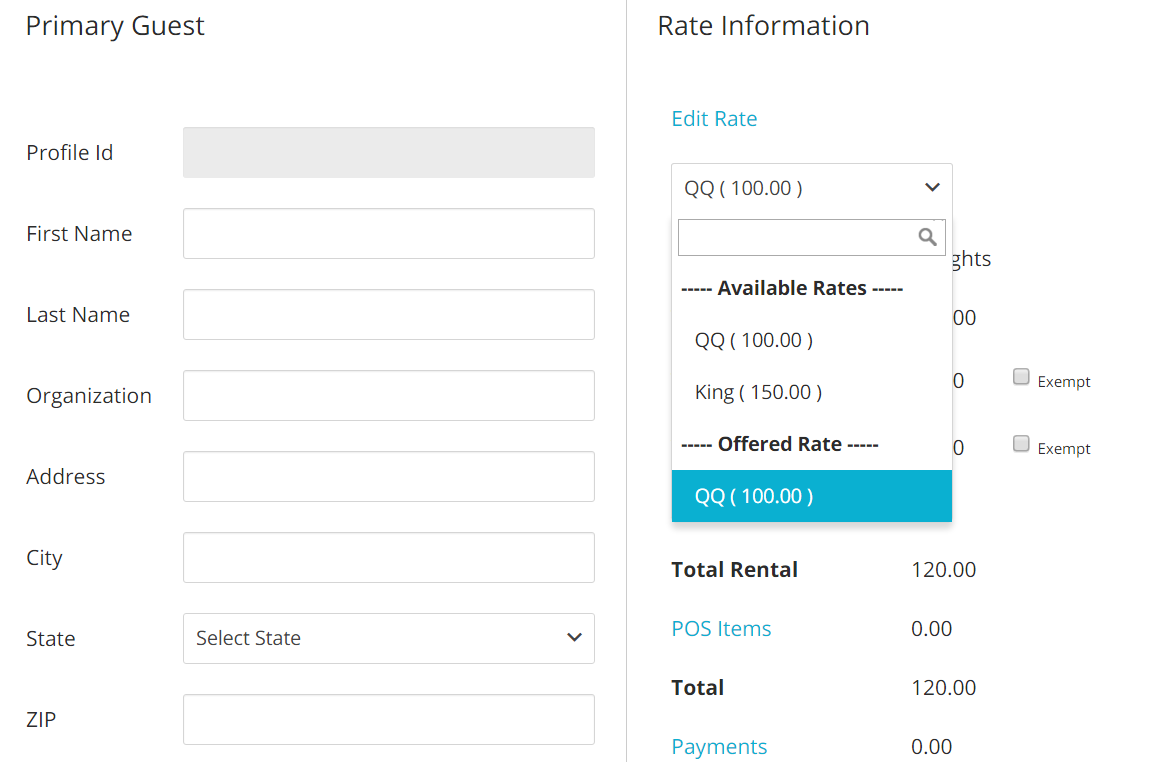 Primary Guest
Profile Id
First Name
Last Name
Organization
Address
City
State
Select State
ZIP
Rate Information
Edit Rate
QQ ( 100.00 )
----- Available Rates -----
QQ ( 100.00 )
King ( 150.00 )
----- Offered Rate -----
QQ ( 100.00 )
ghts
00
0 Exempt
0 Exempt
Total Rental 120.00
POS Items 0.00
Total 120.00
Payments 0.00